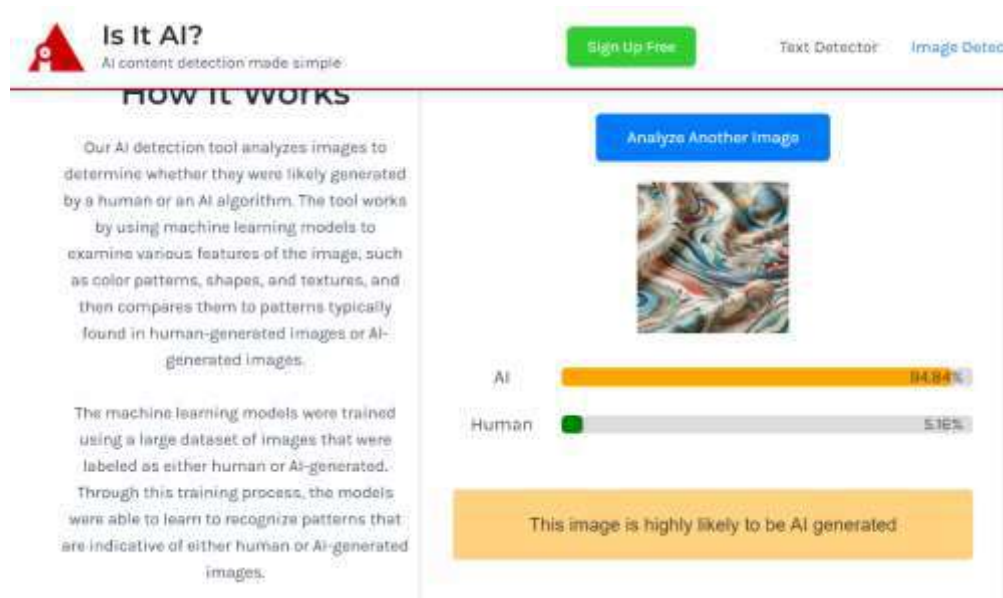 Is It AI?
AI content detection made simple
Sign Up Free
Text Detector
Image Detec
How It Works
Our AI detection tool analyzes images to
determine whether they were likely generated
by a human or an AI algorithm. The tool works
by using machine learning models to
examine various features of the image, such
as color patterns, shapes, and textures, and
then compares them to patterns typically
found in human-generated images or AI-
generated images.
The machine learning models were trained
using a large dataset of images that were
labeled as either human or AI-generated.
Through this training process, the models
were able to learn to recognize patterns that
are indicative of either human or AI-generated
images.
Analyze Another Image
AI
94.84%
Human
5.16%
This image is highly likely to be AI generated